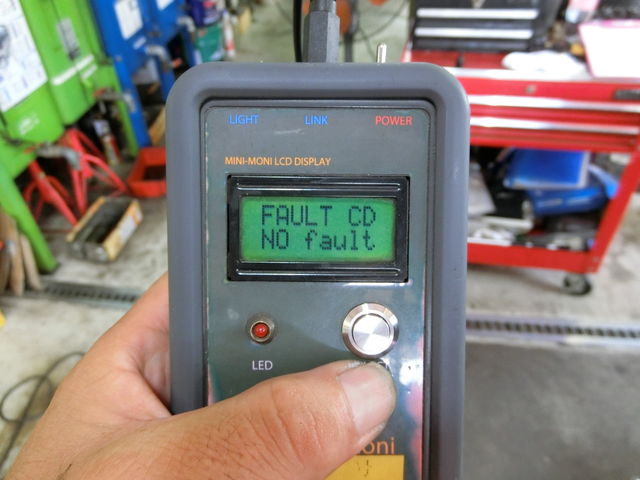 LIGHT LINK POWER
MINI-MONI LCD DISPLAY
FAULT CD
NO fault
LED